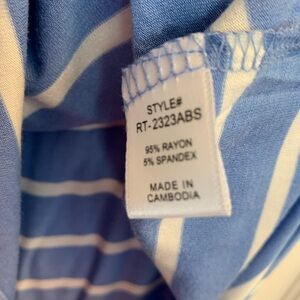 STYLE#
RT-2323ABS
95% RAYON
5% SPANDEX
MADE IN
CAMBODIA